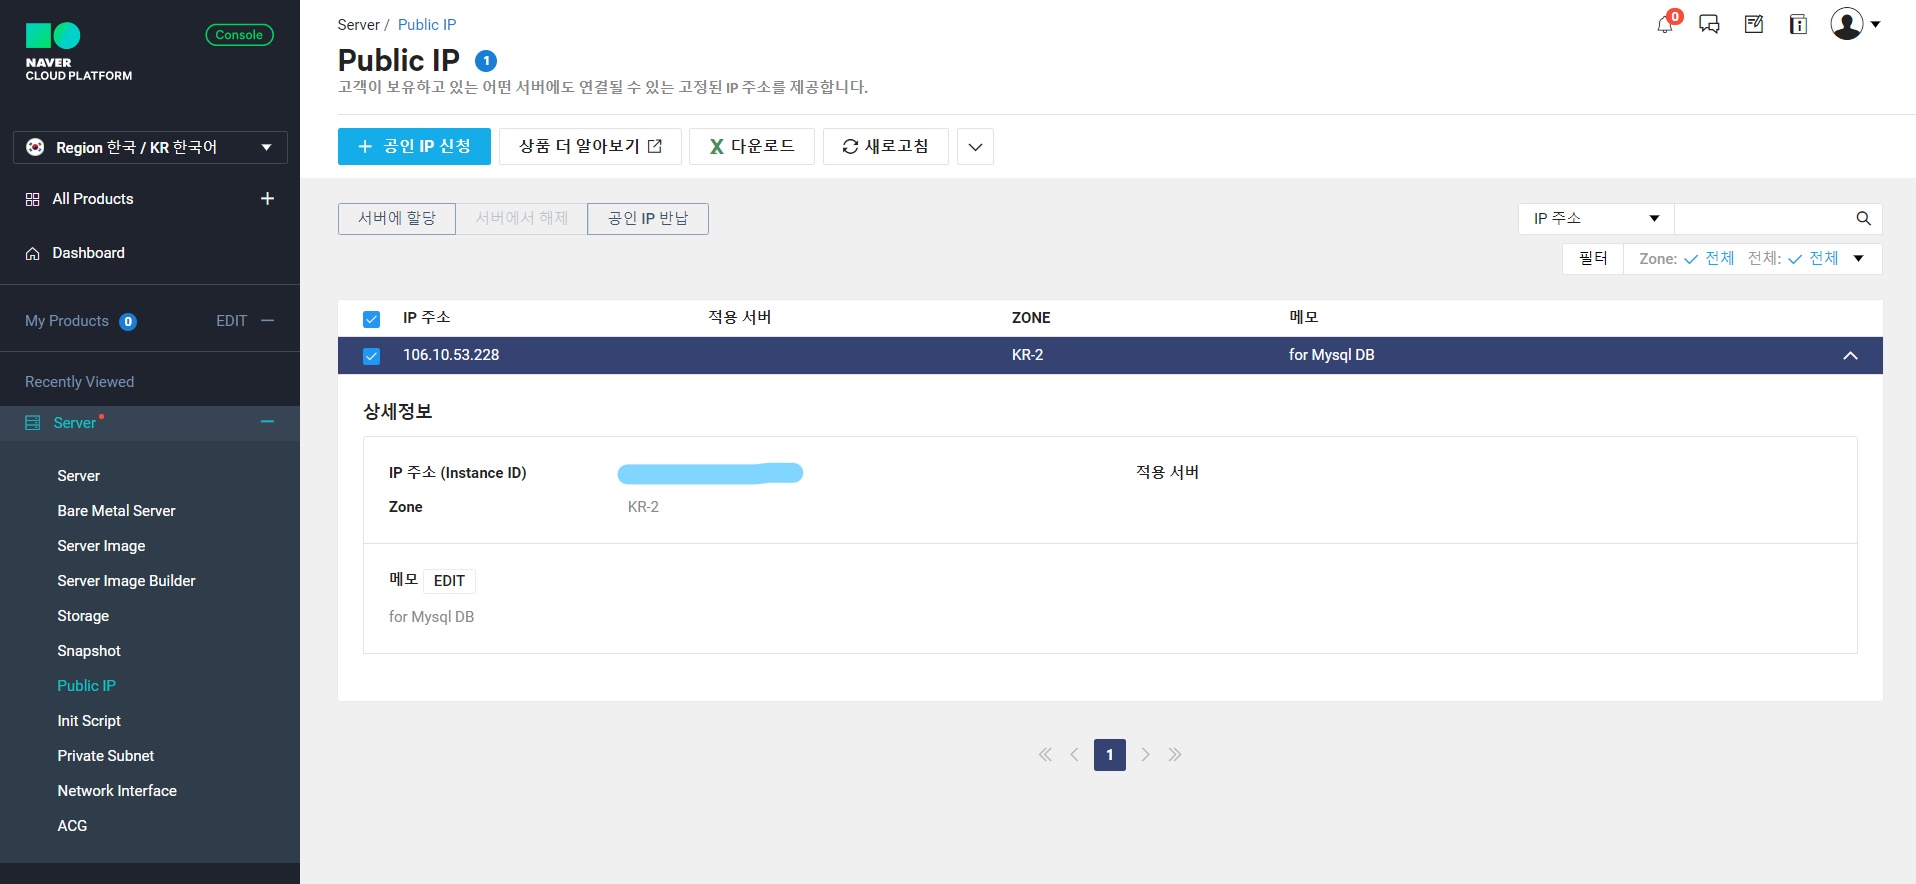 NAVER
CLOUD PLATFORM
Console
Region 한국 / KR 한국어
All Products
Dashboard
My Products 0 EDIT
Recently Viewed
Server
Server
Bare Metal Server
Server Image
Server Image Builder
Storage
Snapshot
Public IP
Init Script
Private Subnet
Network Interface
ACG
Server / Public IP
0
Public IP 1
고객이 보유하고 있는 어떤 서버에도 연결될 수 있는 고정된 IP 주소를 제공합니다.
+ 공인 IP 신청 상품 더 알아보기 X 다운로드 새로고침
서버에 할당 서버에서 해제 공인 IP 반납
IP 주소
필터 Zone: 전체 전체: 전체
IP 주소 적용 서버 ZONE 메모
106.10.53.228 KR-2 for Mysql DB
상세정보
IP 주소 (Instance ID) 적용 서버
Zone KR-2
메모 EDIT
for Mysql DB
1